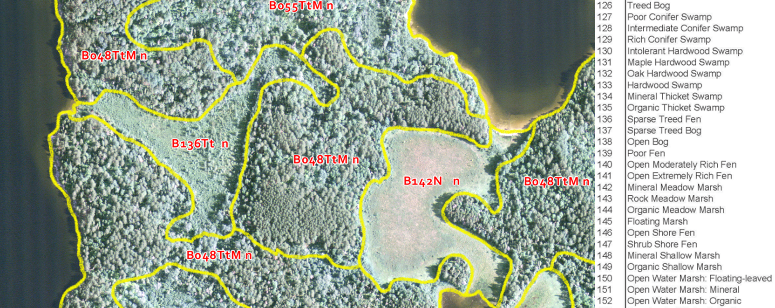 B055TtM n
B048TtM n
B136Tt n
B048TtM n
B142N n
B048TtM n
B048TtM n
126 Treed Bog
127 Poor Conifer Swamp
128 Intermediate Conifer Swamp
129 Rich Conifer Swamp
130 Intolerant Hardwood Swamp
131 Maple Hardwood Swamp
132 Oak Hardwood Swamp
133 Hardwood Swamp
134 Mineral Thicket Swamp
135 Organic Thicket Swamp
136 Sparse Treed Fen
137 Sparse Treed Bog
138 Open Bog
139 Poor Fen
140 Open Moderately Rich Fen
141 Open Extremely Rich Fen
142 Mineral Meadow Marsh
143 Rock Meadow Marsh
144 Organic Meadow Marsh
145 Floating Marsh
146 Open Shore Fen
147 Shrub Shore Fen
148 Mineral Shallow Marsh
149 Organic Shallow Marsh
150 Open Water Marsh: Floating-leaved
151 Open Water Marsh: Mineral
152 Open Water Marsh: Organic